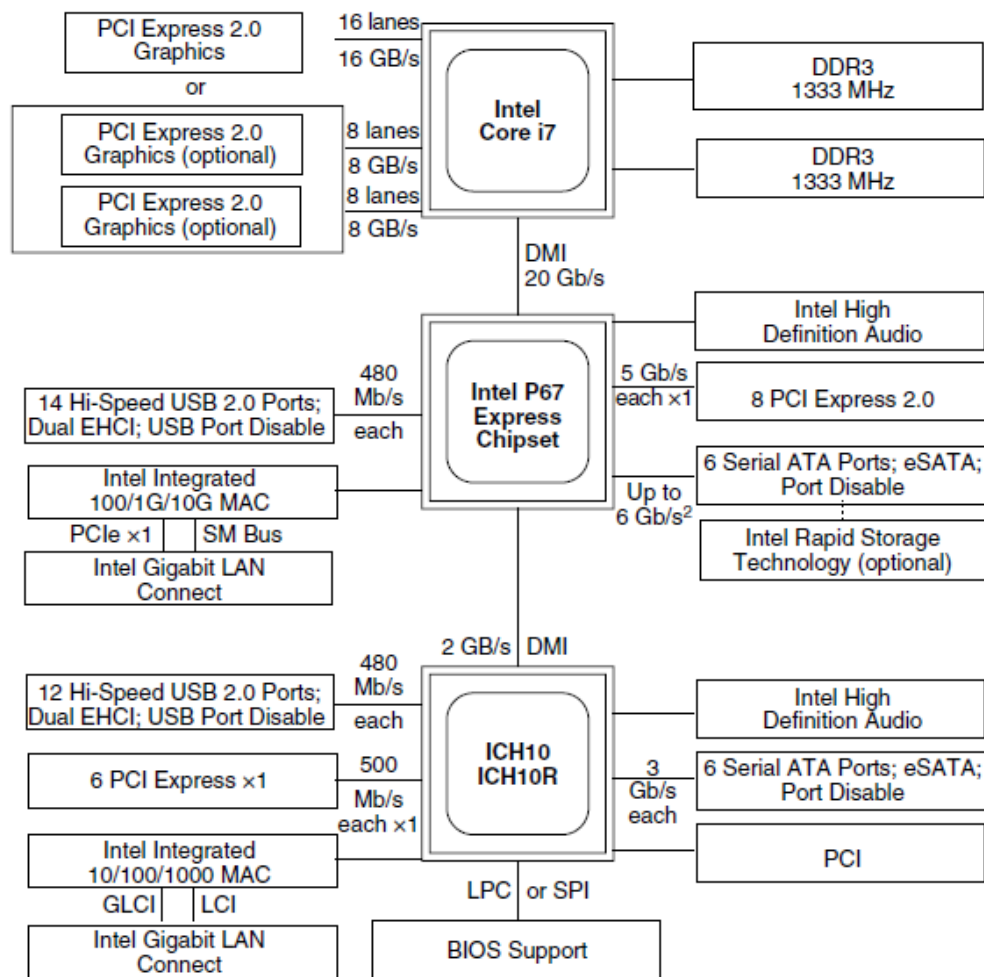 PCI Express 2.0
Graphics
16 lanes
16 GB/s
or
PCI Express 2.0
Graphics (optional)
8 lanes
8 GB/s
PCI Express 2.0
Graphics (optional)
8 lanes
8 GB/s
Intel
Core i7
DDR3
1333 MHz
DDR3
1333 MHz
DMI
20 Gb/s
Intel P67
Express
Chipset
Intel High
Definition Audio
5 Gb/s
each ×1
8 PCI Express 2.0
6 Serial ATA Ports; eSATA;
Port Disable
Up to
6 Gb/s²
Intel Rapid Storage
Technology (optional)
14 Hi-Speed USB 2.0 Ports;
Dual EHCI; USB Port Disable
480
Mb/s
each
Intel Integrated
100/1G/10G MAC
PCIe ×1
SM Bus
Intel Gigabit LAN
Connect
2 GB/s
DMI
12 Hi-Speed USB 2.0 Ports;
Dual EHCI; USB Port Disable
480
Mb/s
each
6 PCI Express ×1
500
Mb/s
each ×1
Intel Integrated
10/100/1000 MAC
GLCI
LCI
Intel Gigabit LAN
Connect
ICH10
ICH10R
Intel High
Definition Audio
3
Gb/s
each
6 Serial ATA Ports; eSATA;
Port Disable
PCI
LPC or SPI
BIOS Support